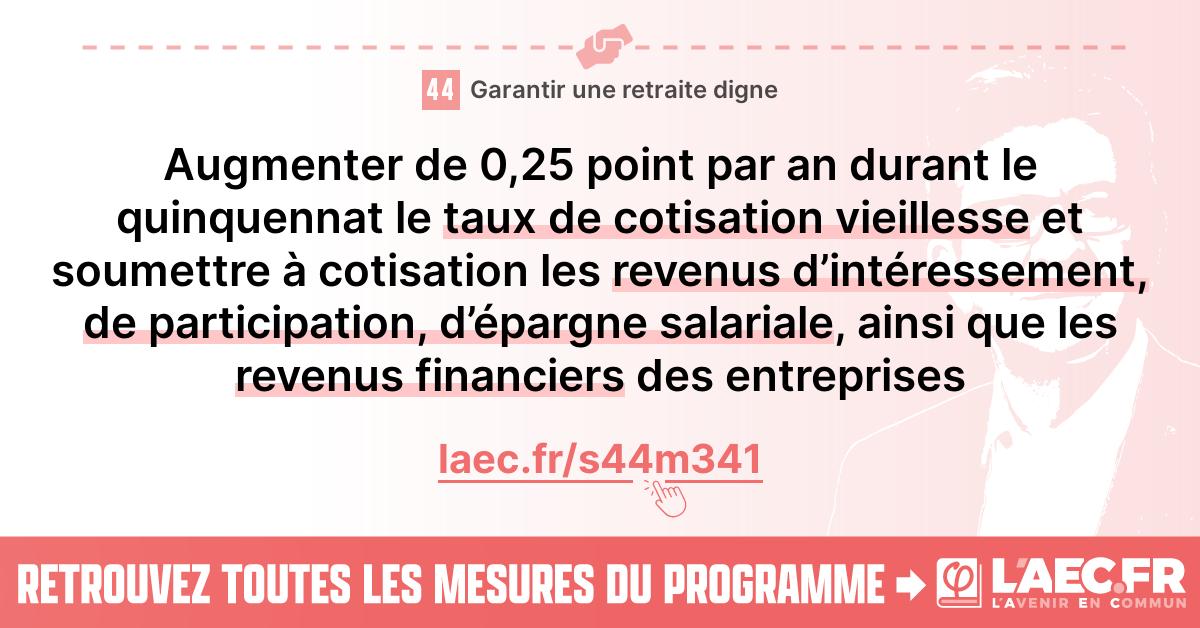 44 Garantir une retraite digne
Augmenter de 0,25 point par an durant le
quinquennat le taux de cotisation vieillesse et
soumettre à cotisation les revenus d’intéressement,
de participation, d’épargne salariale, ainsi que les
revenus financiers des entreprises
laec.fr/s44m341
RETROUVEZ TOUTES LES MESURES DU PROGRAMME
φ L'AEC.FR
L'AVENIR EN COMMUN